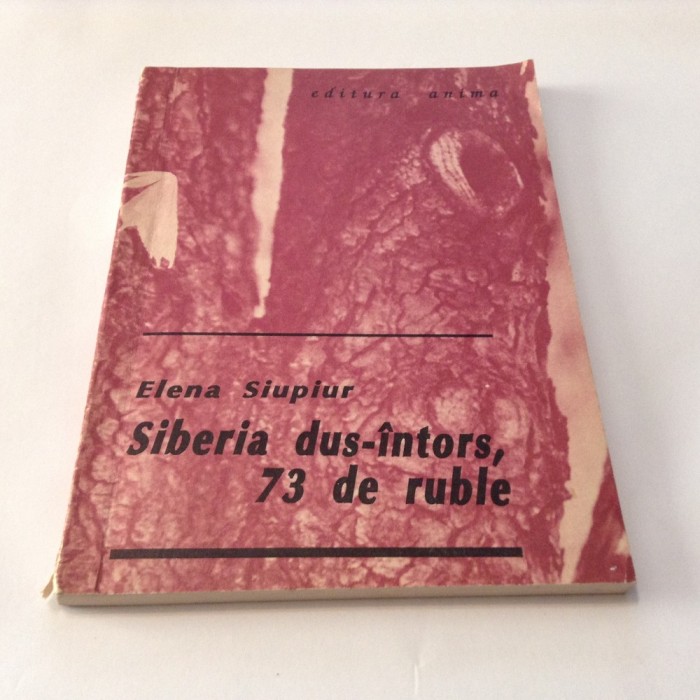 editura anima
Elena Siupiur
Siberia dus-întors,
73 de ruble